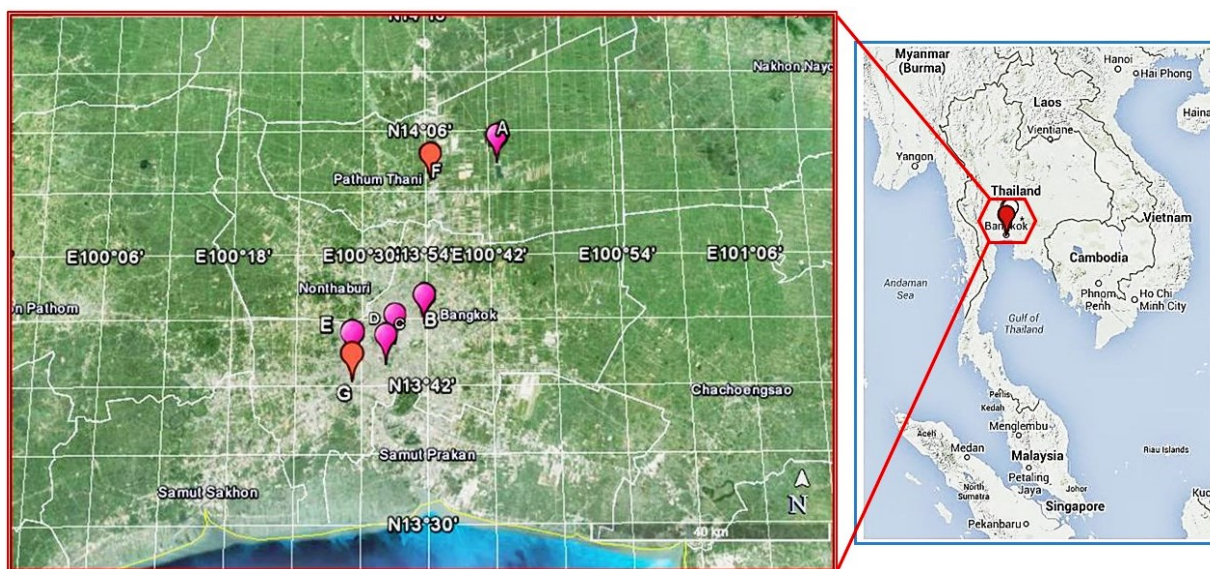 Nakhon Nayo
N14°06'
A
F
Pathum Thani
E100°06'
E100°18'
E100°30'
E100°42'
E100°54'
E101°06'
Nonthaburi
n Pathom
E
D
C
B
Bangkok
G
N13°42'
Chachoengsao
Samut Prakan
Samut Sakhon
N
N13°30'
40 km
Myanmar
(Burma)
Hanoi
Hai Phong
Laos
Haina
Vientiane
Yangon
Thailand
Bangkok
Vietnam
Cambodia
Andaman
Sea
Phnom
Penh
Ho Chi
Minh City
Gulf of
Thailand
Perlis
Kedah
Menglembu
Aceh
Medan
Malaysia
Riau Islands
Petaling
Jaya
North
Sumatra
Johor
Kuc
Singapore
Pekanbaru